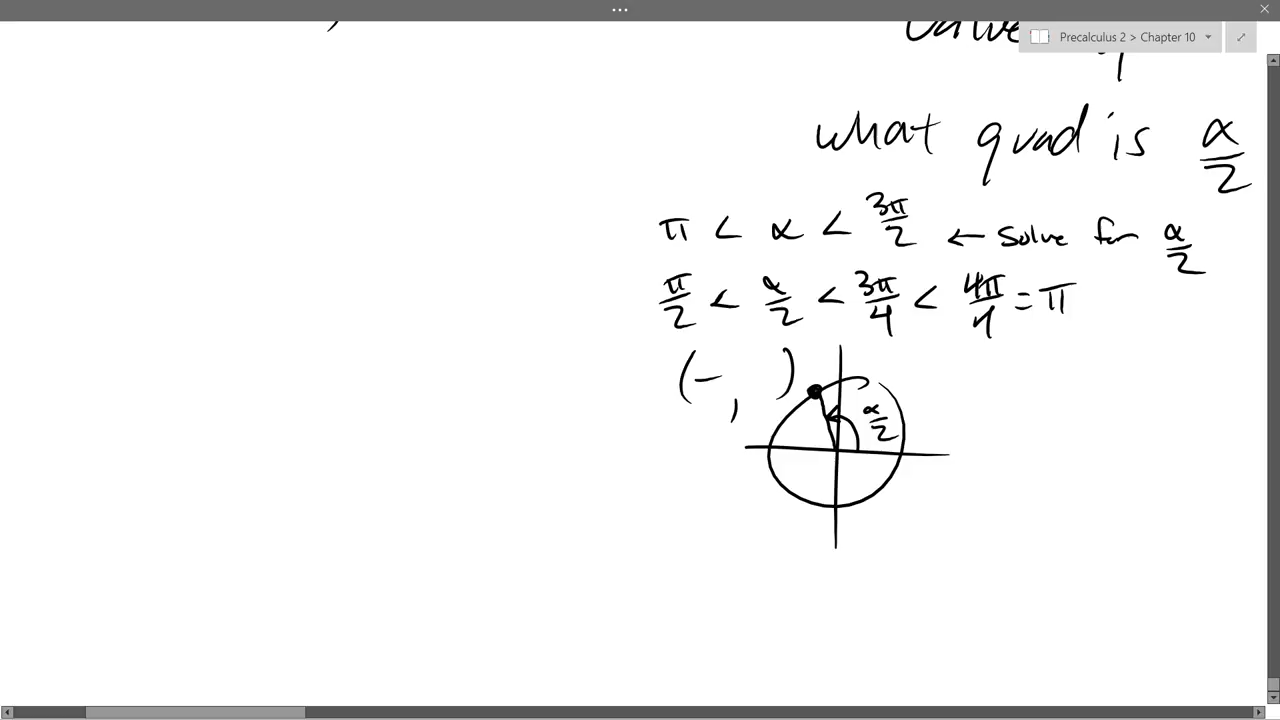 Precalculus 2 > Chapter 10
what quad is α/2
π < α < 3π/2 ← Solve for α/2
π/2 < α/2 < 3π/4 < 4π/4 = π
(-, )
α/2